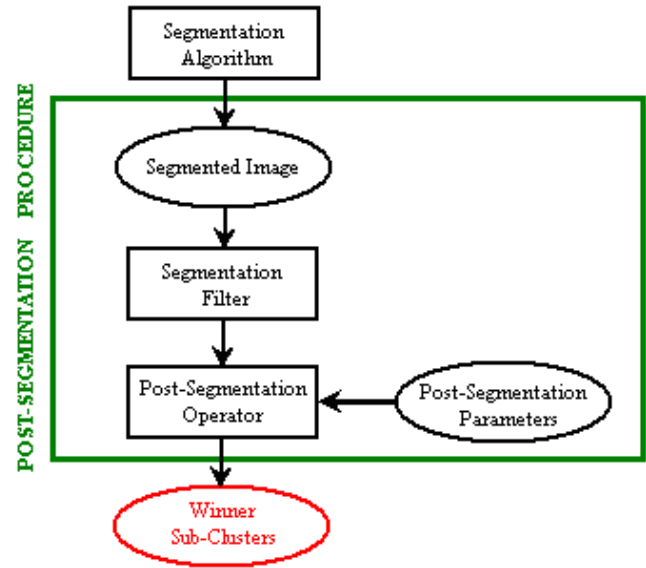 Segmentation
Algorithm
POST-SEGMENTATION PROCEDURE
Segmented Image
Segmentation
Filter
Post-Segmentation
Operator
Post-Segmentation
Parameters
Winner
Sub-Clusters